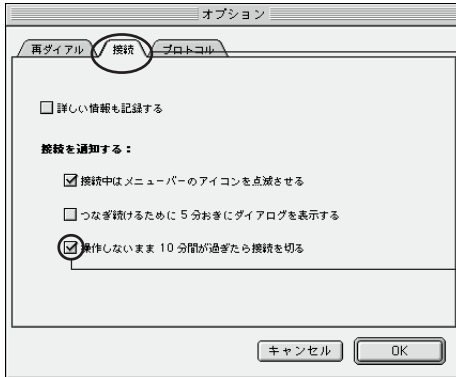 オプション
再ダイアル 接続 プロトコル
詳しい情報も記録する
接続を通知する：
接続中はメニューバーのアイコンを点滅させる
つなぎ続けるために 5 分おきにダイアログを表示する
操作しないまま 10 分間が過ぎたら接続を切る
キャンセル OK